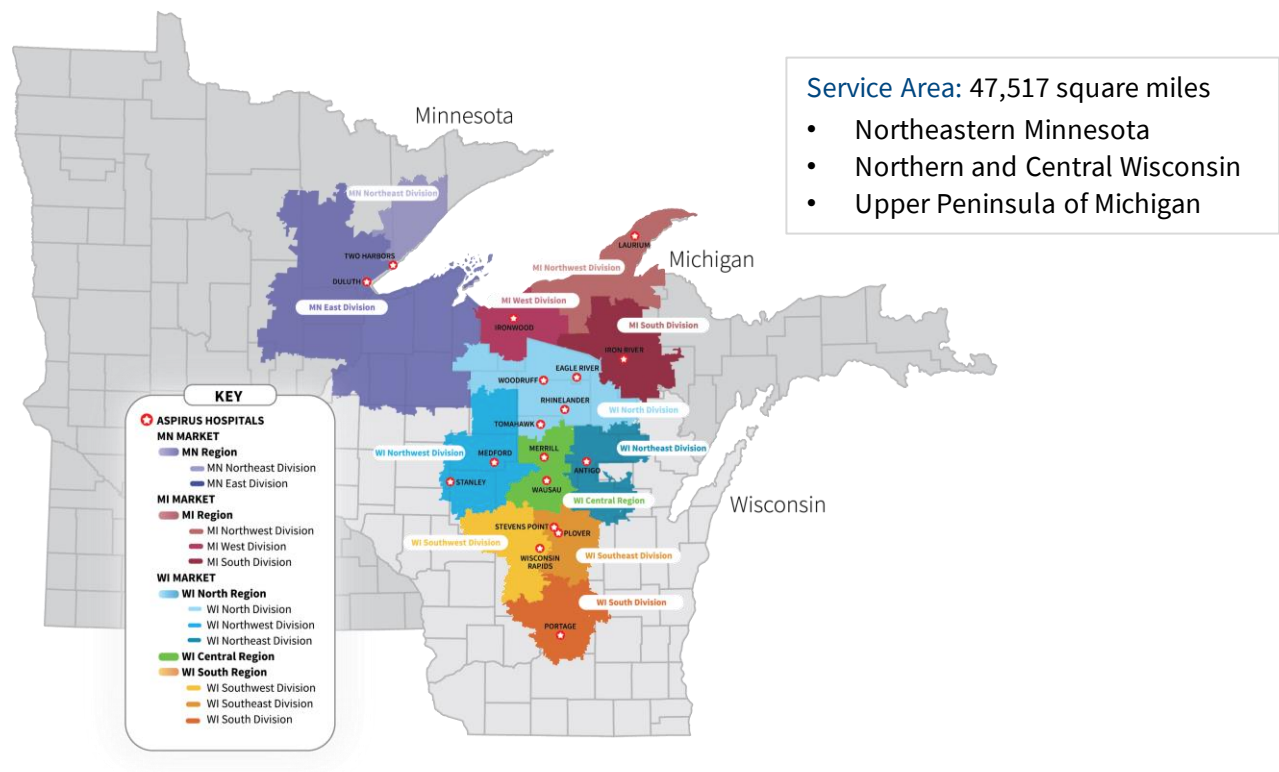 Minnesota
Service Area: 47,517 square miles
• Northeastern Minnesota
• Northern and Central Wisconsin
• Upper Peninsula of Michigan
MN Northeast Division
TWO HARBORS
DULUTH
MN East Division
LAURIUM
Michigan
MI Northwest Division
MI West Division
IRONWOOD
MI South Division
IRON RIVER
EAGLE RIVER
WOODRUFF
RHINELANDER
WI North Division
TOMAHAWK
WI Northwest Division
MEDFORD
MERRILL
WI Northeast Division
ANTIGO
STANLEY
WAUSAU
WI Central Region
Wisconsin
STEVENS POINT
PLOVER
WI Southwest Division
WISCONSIN
RAPIDS
WI Southeast Division
WI South Division
PORTAGE
KEY
ASPIRUS HOSPITALS
MN MARKET
MN Region
MN Northeast Division
MN East Division
MI MARKET
MI Region
MI Northwest Division
MI West Division
MI South Division
WI MARKET
WI North Region
WI North Division
WI Northwest Division
WI Northeast Division
WI Central Region
WI South Region
WI Southwest Division
WI Southeast Division
WI South Division